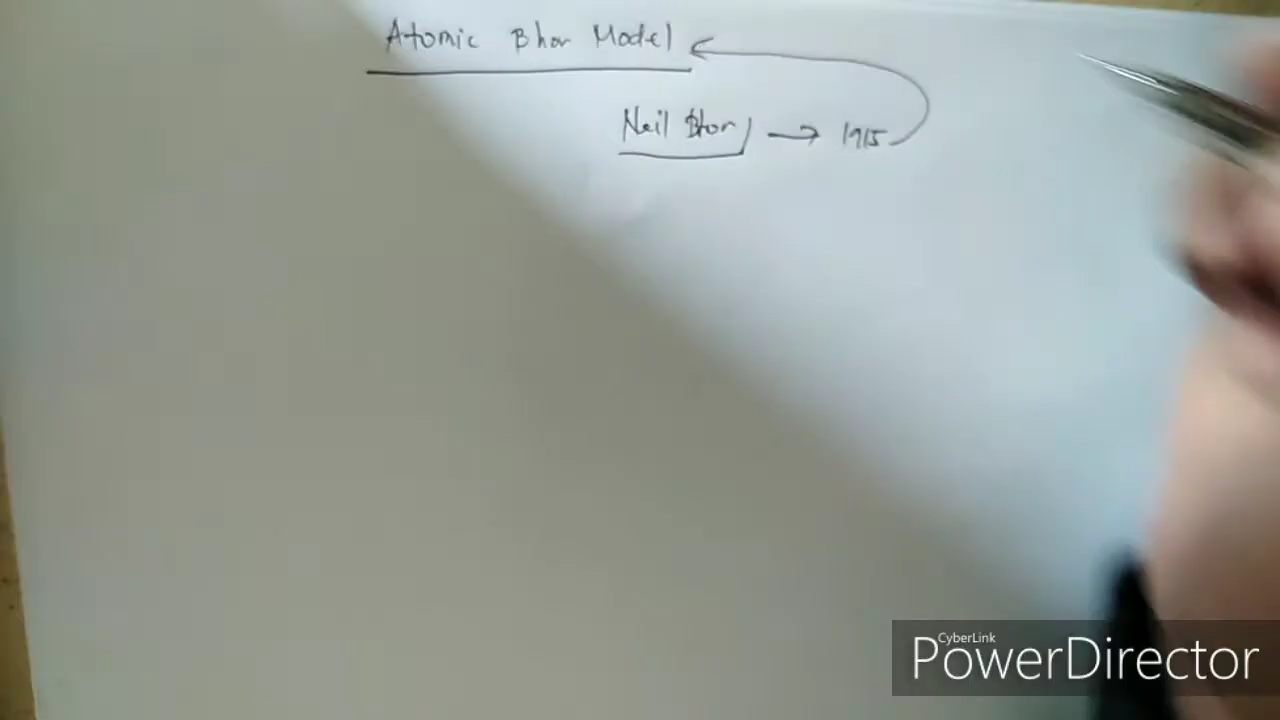 Atomic Bhor Model
Neil Bhor → 1915
CyberLink
PowerDirector